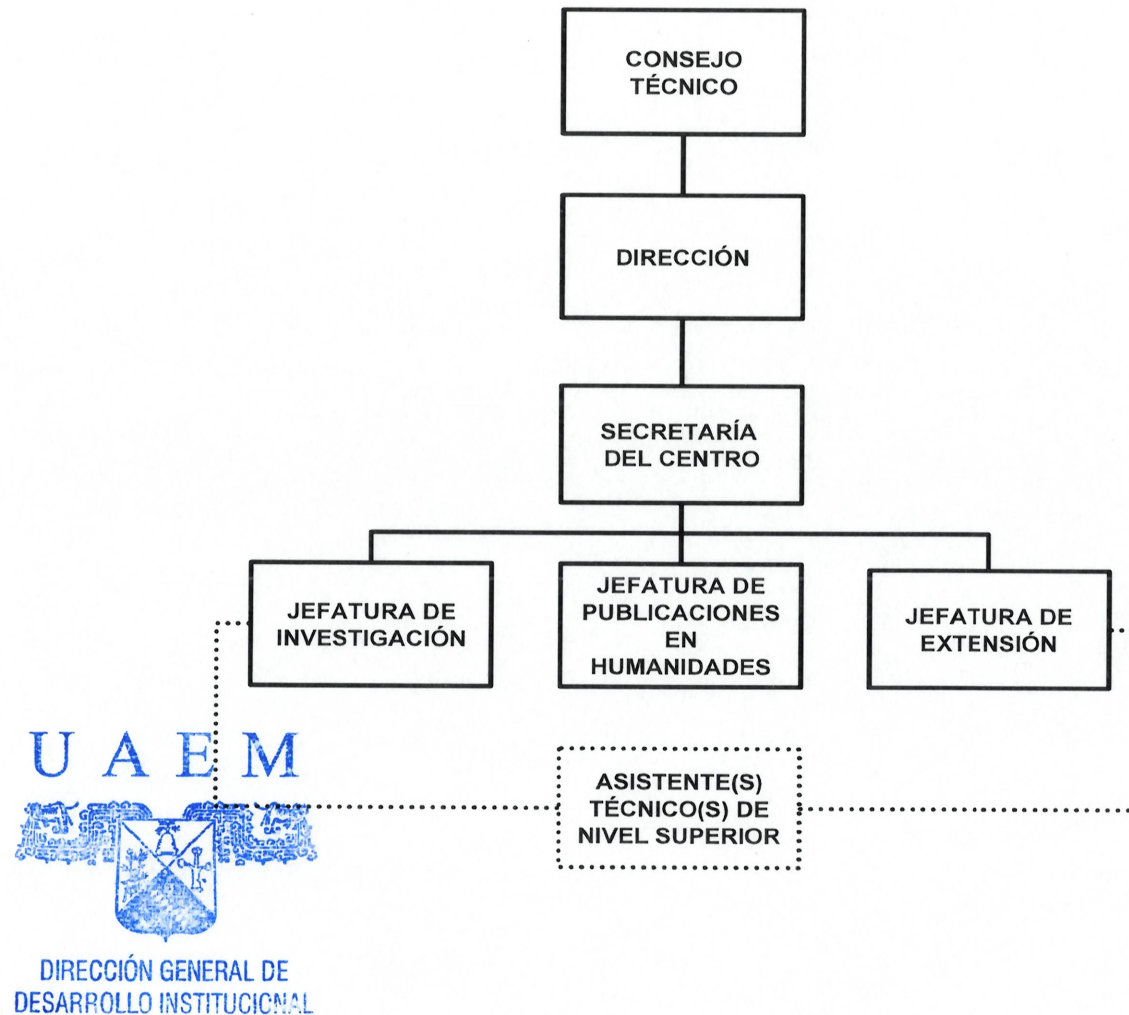 CONSEJO
TÉCNICO
DIRECCIÓN
SECRETARÍA
DEL CENTRO
JEFATURA DE
INVESTIGACIÓN
JEFATURA DE
PUBLICACIONES
EN
HUMANIDADES
JEFATURA DE
EXTENSIÓN
ASISTENTE(S)
TÉCNICO(S) DE
NIVEL SUPERIOR
U A E M
DIRECCIÓN GENERAL DE
DESARROLLO INSTITUCIONAL